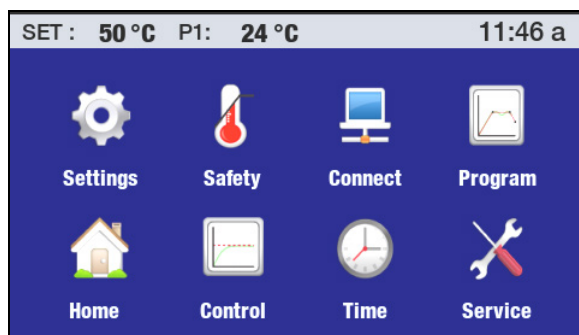 SET : 50 °C P1: 24 °C 11:46 a
Settings Safety Connect Program
Home Control Time Service